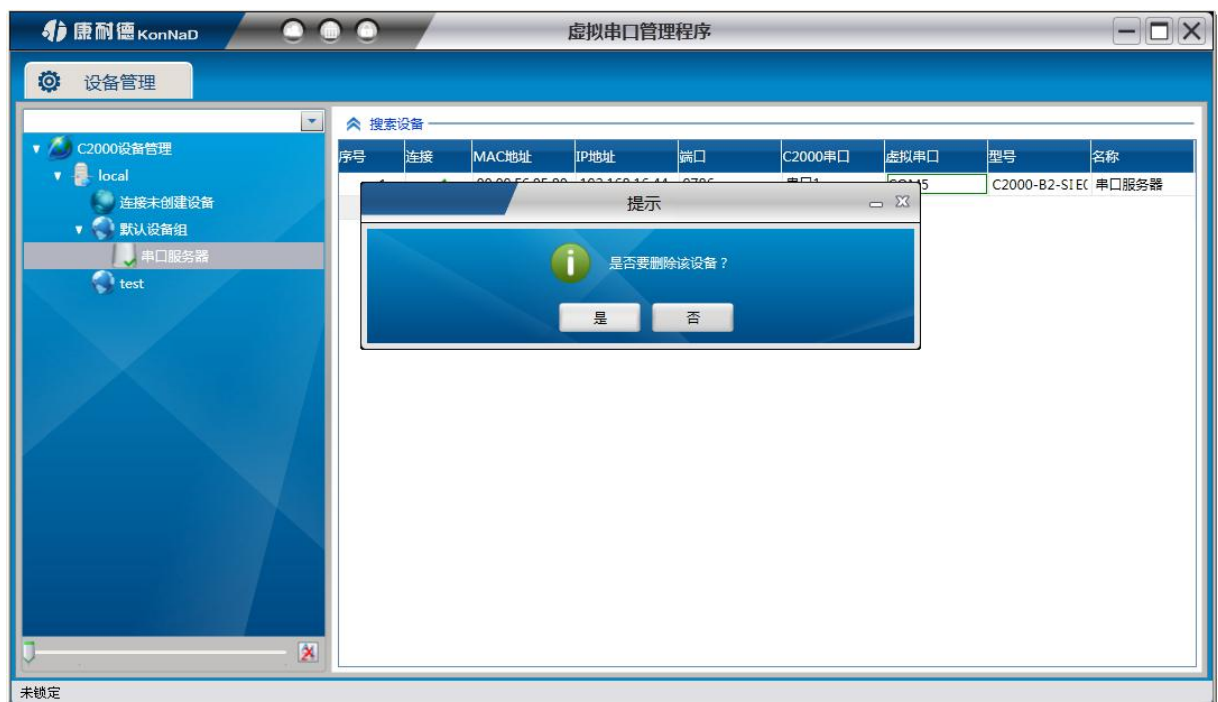 康耐德 KonNaD
虚拟串口管理程序
设备管理
搜索设备
C2000设备管理
local
连接未创建设备
默认设备组
串口服务器
test
序号 连接 MAC地址 IP地址 端口 C2000串口 虚拟串口 型号 名称
C2000-B2-SIE 串口服务器
提示
是否要删除该设备？
是 否
未锁定